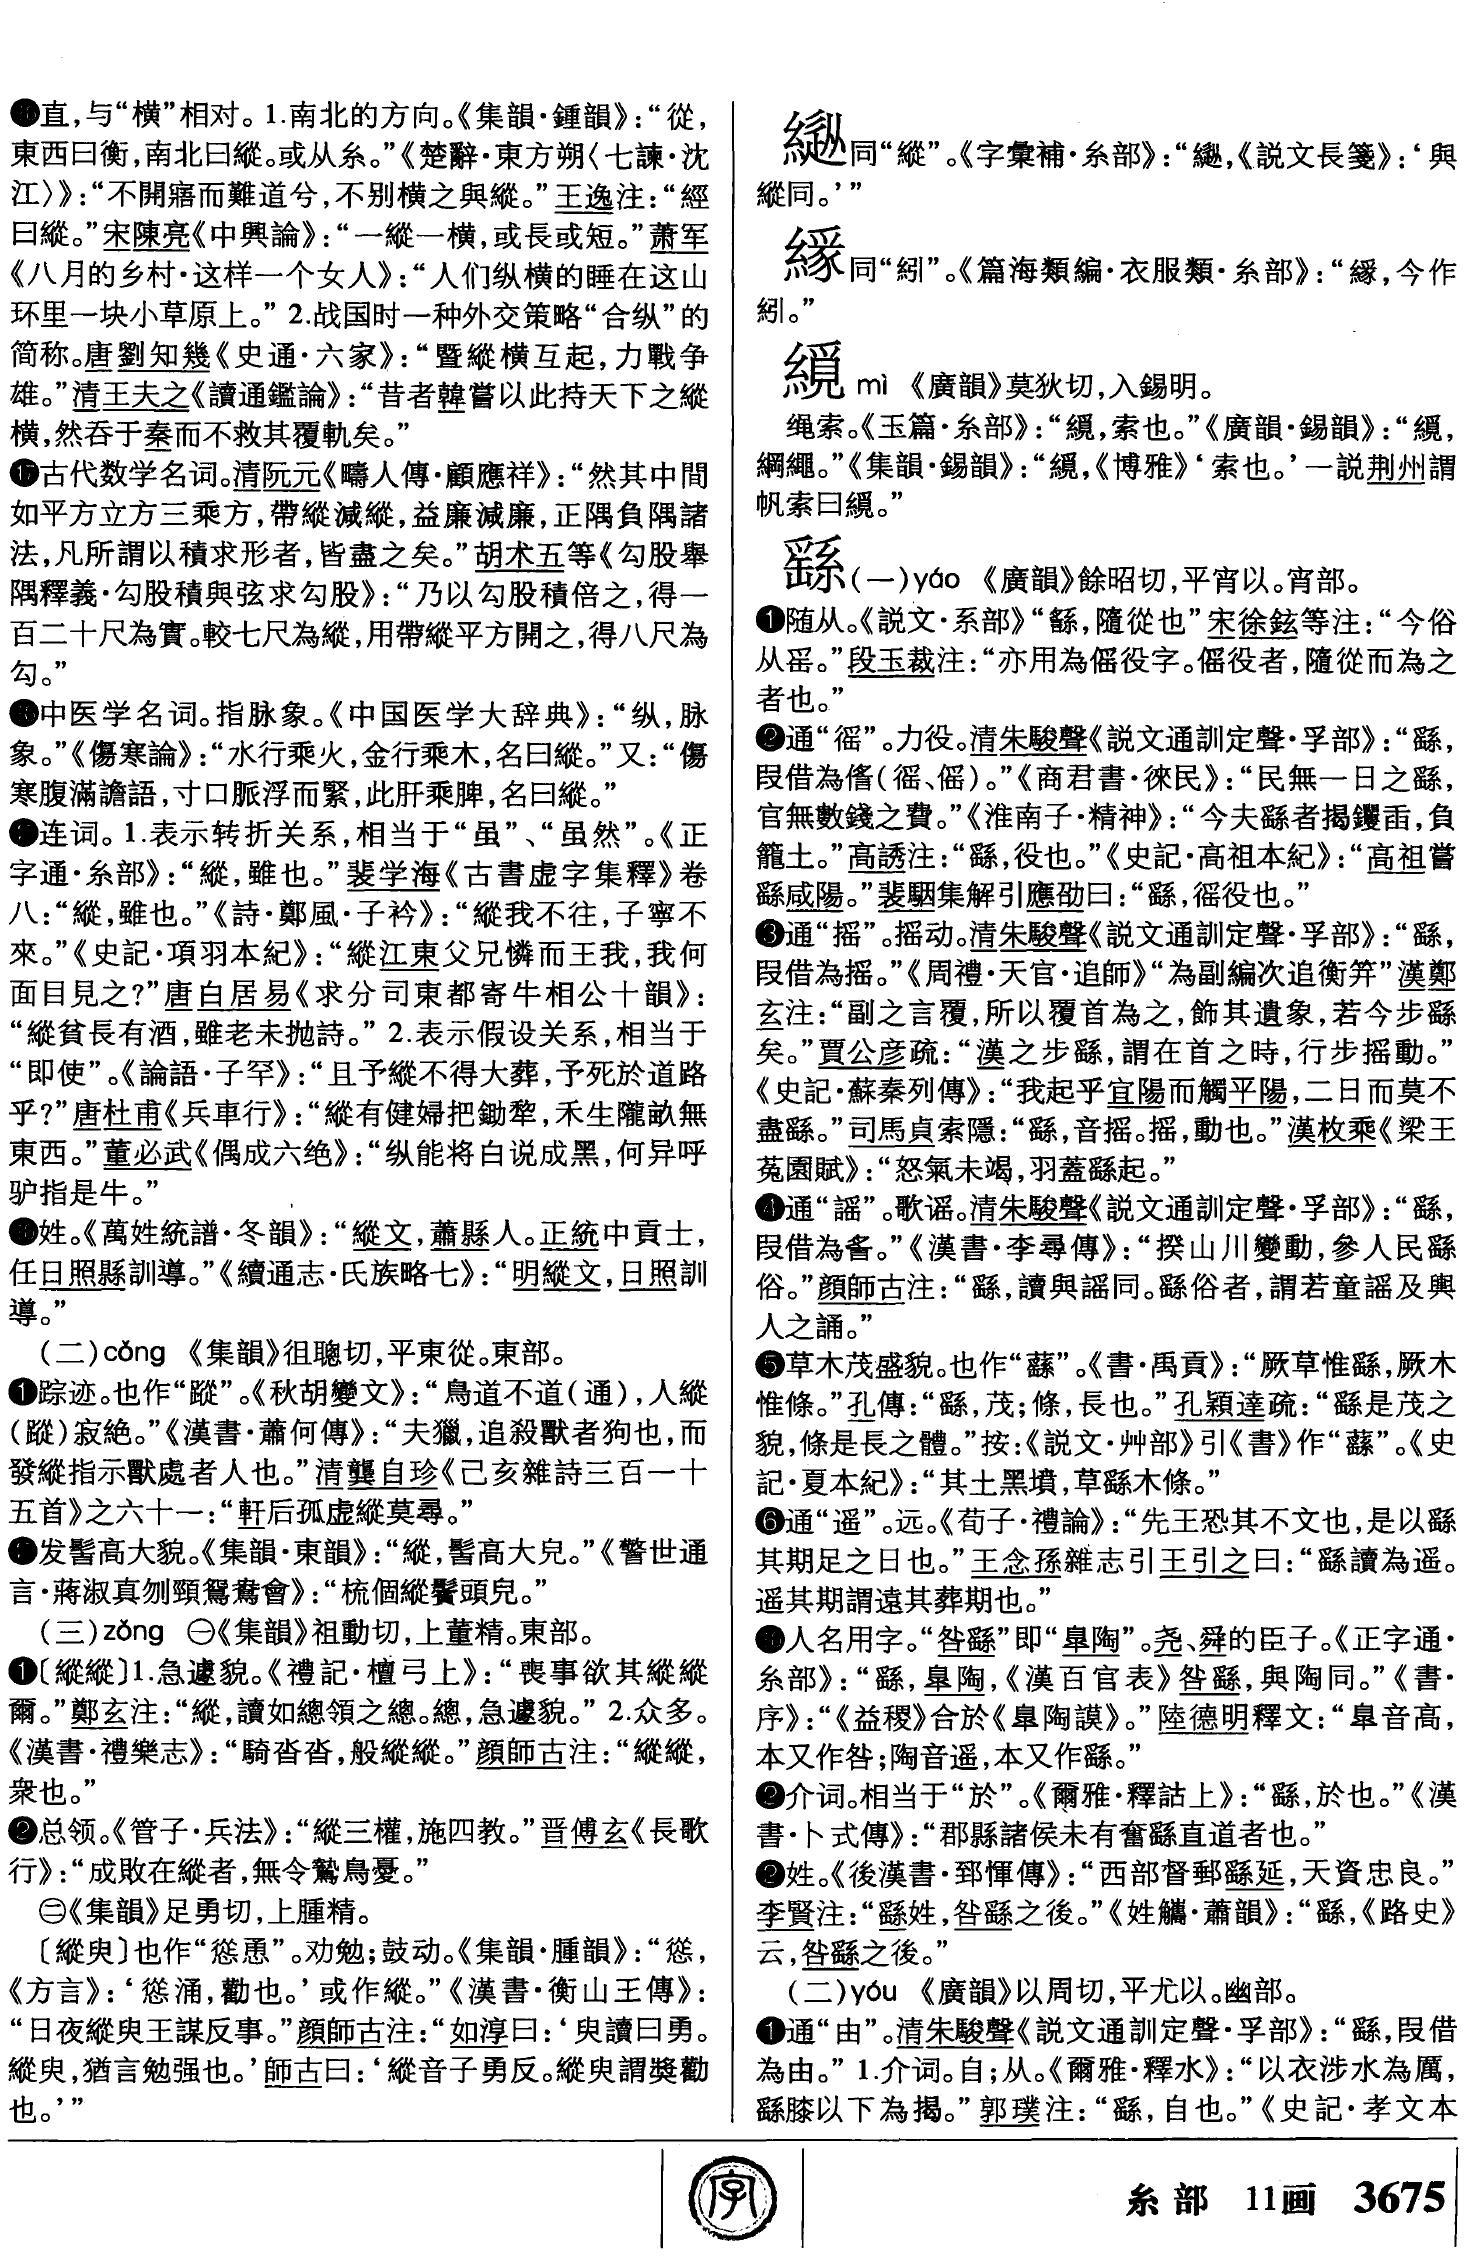 ⓰直，与“横”相对。1.南北的方向。《集韻·鍾韻》：“從，
東西曰衡，南北曰縱。或从糸。”《楚辭·東方朔〈七諫·沈
江〉》：“不開寤而難道兮，不别横之與縱。”王逸注：“經
曰縱。”宋陳亮《中興論》：“一縱一横，或長或短。”萧军
《八月的乡村·这样一个女人》：“人们纵横的睡在这山
环里一块小草原上。”2.战国时一种外交策略“合纵”的
简称。唐劉知幾《史通·六家》：“暨縱横互起，力戰争
雄。”清王夫之《讀通鑑論》：“昔者韓嘗以此持天下之縱
横，然吞于秦而不救其覆軌矣。”
⓱古代数学名词。清阮元《疇人傳·顧應祥》：“然其中間
如平方立方三乘方，帶縱減縱，益廉減廉，正隅負隅諸
法，凡所謂以積求形者，皆盡之矣。”胡术五等《勾股舉
隅釋義·勾股積與弦求勾股》：“乃以勾股積倍之，得一
百二十尺為實。較七尺為縱，用帶縱平方開之，得八尺為
勾。”
⓲中医学名词。指脉象。《中国医学大辞典》：“纵，脉
象。”《傷寒論》：“水行乘火，金行乘木，名曰縱。”又：“傷
寒腹滿譫語，寸口脈浮而緊，此肝乘脾，名曰縱。”
⓳连词。1.表示转折关系，相当于“虽”、“虽然”。《正
字通·糸部》：“縱，雖也。”裴学海《古書虚字集釋》卷
八：“縱，雖也。”《詩·鄭風·子衿》：“縱我不往，子寧不
來。”《史記·項羽本紀》：“縱江東父兄憐而王我，我何
面目見之？”唐白居易《求分司東都寄牛相公十韻》：
“縱貧長有酒，雖老未抛詩。”2.表示假设关系，相当于
“即使”。《論語·子罕》：“且予縱不得大葬，予死於道路
乎？”唐杜甫《兵車行》：“縱有健婦把鋤犂，禾生隴畝無
東西。”董必武《偶成六绝》：“纵能将白说成黑，何异呼
驴指是牛。”
⓴姓。《萬姓統譜·冬韻》：“縱文，蕭縣人。正統中貢士，
任日照縣訓導。”《續通志·氏族略七》：“明縱文，日照訓
導。”
（二）cǒng 《集韻》徂聰切，平東從。東部。
❶踪迹。也作“蹤”。《秋胡變文》：“鳥道不道（通），人縱
（蹤）寂絶。”《漢書·蕭何傳》：“夫獵，追殺獸者狗也，而
發縱指示獸處者人也。”清龔自珍《己亥雜詩三百一十
五首》之六十一：“軒后孤虚縱莫尋。”
❷发髻高大貌。《集韻·東韻》：“縱，髻高大皃。”《警世通
言·蔣淑真刎頸鴛鴦會》：“梳個縱鬢頭兒。”
（三）zǒng ㊀《集韻》祖動切，上董精。東部。
❶〔縱縱〕1.急遽貌。《禮記·檀弓上》：“喪事欲其縱縱
爾。”鄭玄注：“縱，讀如總領之總。總，急遽貌。”2.众多。
《漢書·禮樂志》：“騎沓沓，般縱縱。”顔師古注：“縱縱，
衆也。”
❷总领。《管子·兵法》：“縱三權，施四教。”晋傅玄《長歌
行》：“成敗在縱者，無令鷙鳥憂。”
㊁《集韻》足勇切，上腫精。
〔縱臾〕也作“慫恿”。劝勉；鼓动。《集韻·腫韻》：“慫，
《方言》：‘慫涌，勸也。’或作縱。”《漢書·衡山王傳》：
“日夜縱臾王謀反事。”顔師古注：“如淳曰：‘臾讀曰勇。
縱臾，猶言勉强也。’師古曰：‘縱音子勇反。縱臾謂奬勸
也。’”
同“縱”。《字彙補·糸部》：“，《説文長箋》：‘與
縱同。’”
同“紖”。《篇海類編·衣服類·糸部》：“，今作
紖。”
䌐 mì 《廣韻》莫狄切，入錫明。
绳索。《玉篇·糸部》：“，索也。”《廣韻·錫韻》：“，
綱繩。”《集韻·錫韻》：“，《博雅》‘索也。’一説荆州謂
帆索曰。”
繇（一）yáo 《廣韻》餘昭切，平宵以。宵部。
❶随从。《説文·系部》“繇，隨從也”宋徐鉉等注：“今俗
从䍃。”段玉裁注：“亦用為傜役字。傜役者，隨從而為之
者也。”
❷通“徭”。力役。清朱駿聲《説文通訓定聲·孚部》：“繇，
叚借為（徭、傜）。”《商君書·徠民》：“民無一日之繇，
官無數錢之費。”《淮南子·精神》：“今夫繇者揭钁臿，負
籠土。”高誘注：“繇，役也。”《史記·高祖本紀》：“高祖嘗
繇咸陽。”裴駰集解引應劭曰：“繇，徭役也。”
❸通“摇”。摇动。清朱駿聲《説文通訓定聲·孚部》：“繇，
叚借為摇。”《周禮·天官·追師》“為副編次追衡笄”漢鄭
玄注：“副之言覆，所以覆首為之，飾其遺象，若今步繇
矣。”賈公彦疏：“漢之步繇，謂在首之時，行步摇動。”
《史記·蘇秦列傳》：“我起乎宜陽而觸平陽，二日而莫不
盡繇。”司馬貞索隱：“繇，音摇。摇，動也。”漢枚乘《梁王
菟園賦》：“怒氣未竭，羽蓋繇起。”
❹通“謡”。歌谣。清朱駿聲《説文通訓定聲·孚部》：“繇，
叚借為䚻。”《漢書·李尋傳》：“揆山川變動，參人民繇
俗。”顔師古注：“繇，讀與謡同。繇俗者，謂若童謡及輿
人之誦。”
❺草木茂盛貌。也作“蘨”。《書·禹貢》：“厥草惟繇，厥木
惟條。”孔傳：“繇，茂；條，長也。”孔穎達疏：“繇是茂之
貌，條是長之體。”按：《説文·艸部》引《書》作“蘨”。《史
記·夏本紀》：“其土黑墳，草繇木條。”
❻通“遥”。远。《荀子·禮論》：“先王恐其不文也，是以繇
其期足之日也。”王念孫雜志引王引之曰：“繇讀為遥。
遥其期謂遠其葬期也。”
❼人名用字。“咎繇”即“皐陶”。尧、舜的臣子。《正字通·
糸部》：“繇，皐陶，《漢百官表》咎繇，與陶同。”《書·
序》：“《益稷》合於《皐陶謨》。”陸德明釋文：“皐音高，
本又作咎；陶音遥，本又作繇。”
❽介词。相当于“於”。《爾雅·釋詁上》：“繇，於也。”《漢
書·卜式傳》：“郡縣諸侯未有奮繇直道者也。”
❾姓。《後漢書·郅惲傳》：“西部督郵繇延，天資忠良。”
李賢注：“繇姓，咎繇之後。”《姓觿·蕭韻》：“繇，《路史》
云，咎繇之後。”
（二）yóu 《廣韻》以周切，平尤以。幽部。
❶通“由”。清朱駿聲《説文通訓定聲·孚部》：“繇，叚借
為由。”1.介词。自；从。《爾雅·釋水》：“以衣涉水為厲，
繇膝以下為揭。”郭璞注：“繇，自也。”《史記·孝文本
字
糸部 11画 3675